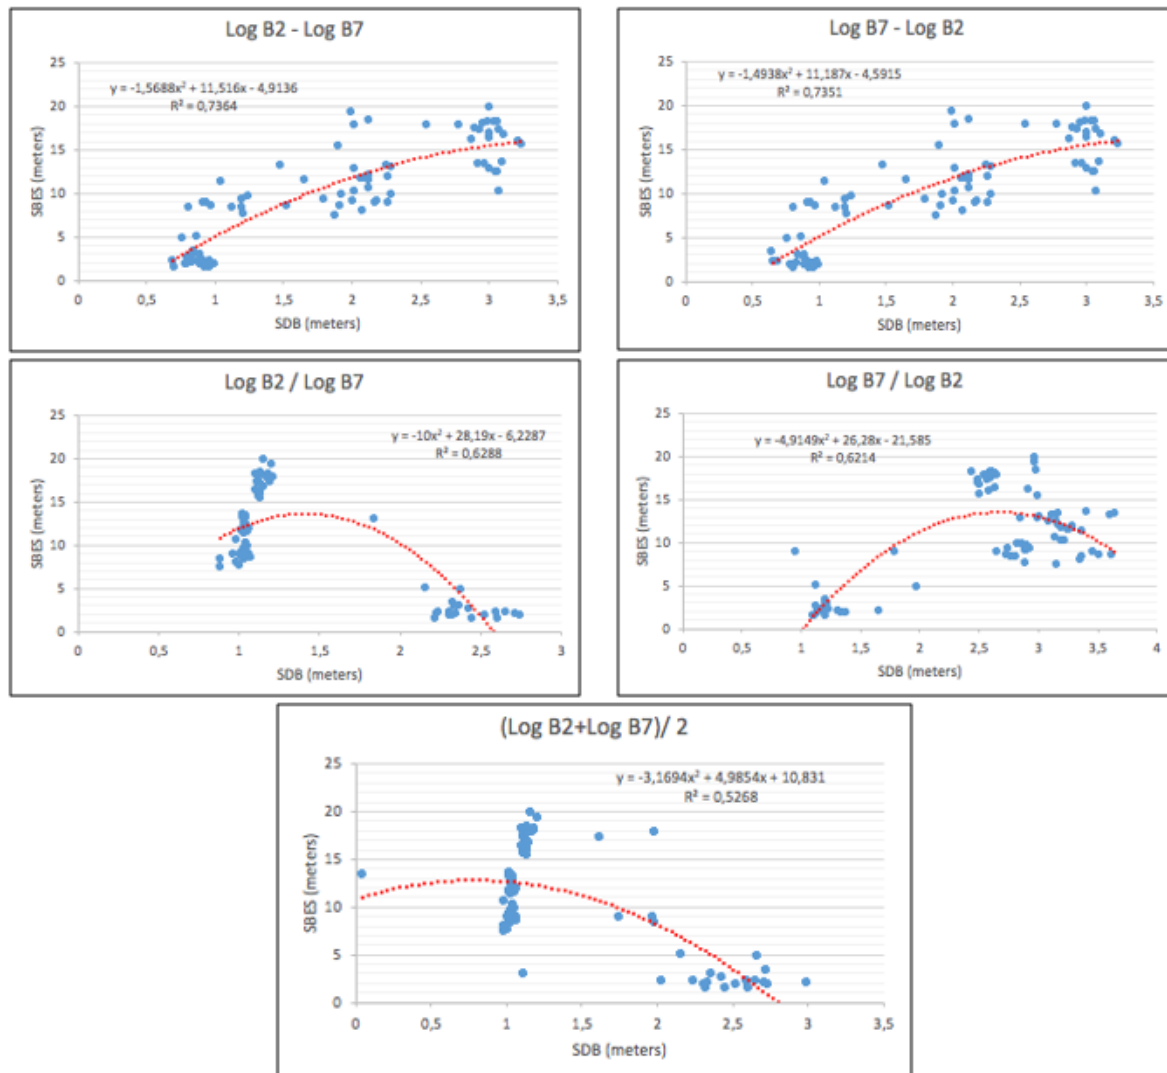 Log B2 - Log B7
y = -1,5688x² + 11,516x - 4,9136
R² = 0,7364
25
20
15
10
5
0
SBES (meters)
0
0,5
1
1,5
2
2,5
3
3,5
SDB (meters)
Log B7 - Log B2
y = -1,4938x² + 11,187x - 4,5915
R² = 0,7351
25
20
15
10
5
0
SBES (meters)
0
0,5
1
1,5
2
2,5
3
3,5
SDB (meters)
Log B2 / Log B7
y = -10x² + 28,19x - 6,2287
R² = 0,6288
25
20
15
10
5
0
SBES (meters)
0
0,5
1
1,5
2
2,5
3
SDB (meters)
Log B7 / Log B2
y = -4,9149x² + 26,28x - 21,585
R² = 0,6214
25
20
15
10
5
0
SBES (meters)
0
0,5
1
1,5
2
2,5
3
3,5
4
SDB (meters)
(Log B2+Log B7)/ 2
y = -3,1694x² + 4,9854x + 10,831
R² = 0,5268
25
20
15
10
5
0
SBES (meters)
0
0,5
1
1,5
2
2,5
3
3,5
SDB (meters)